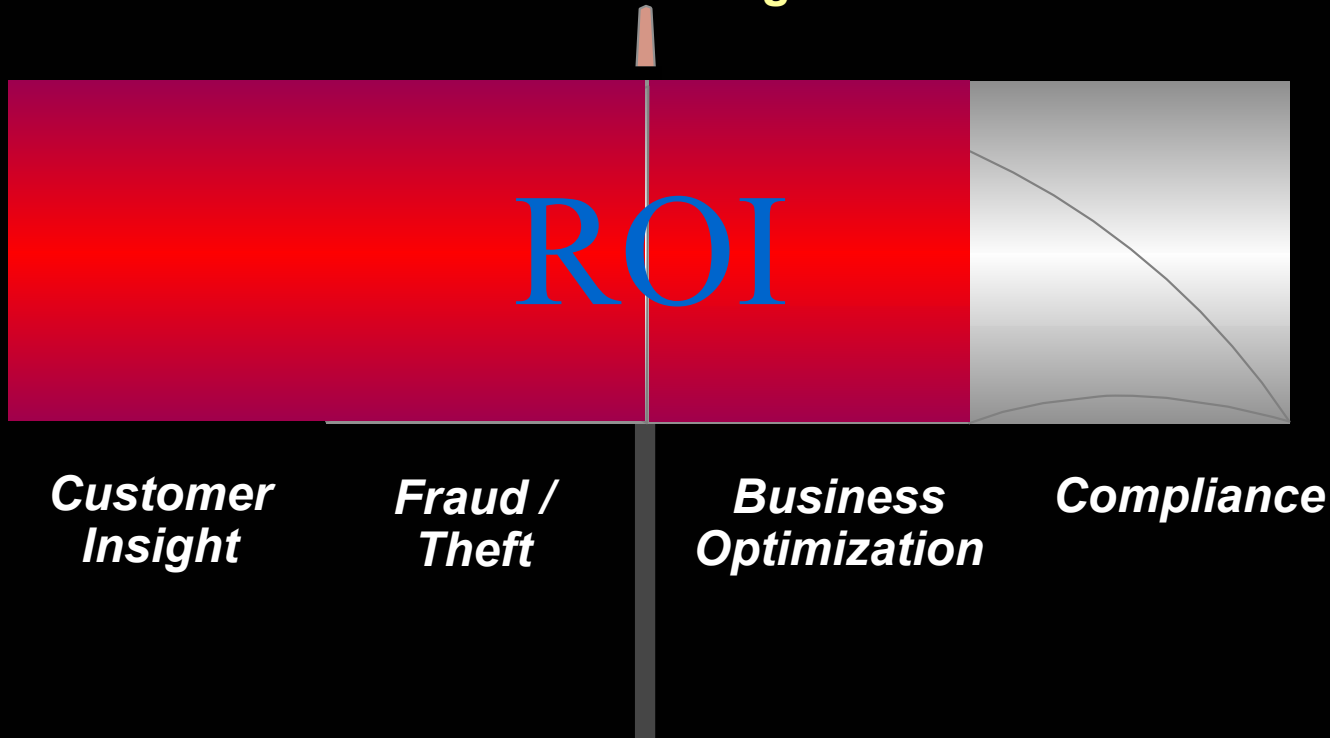 ROI
Customer
Insight
Fraud /
Theft
Business
Optimization
Compliance